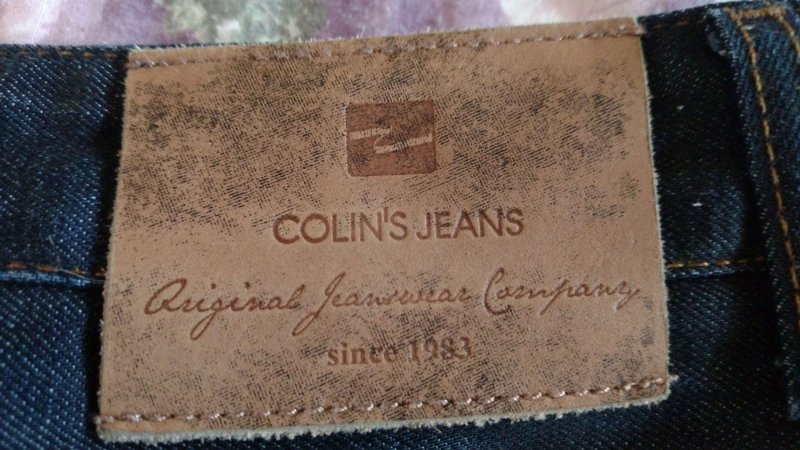 COLIN'S JEANS
Original Jeanswear Company
since 1983